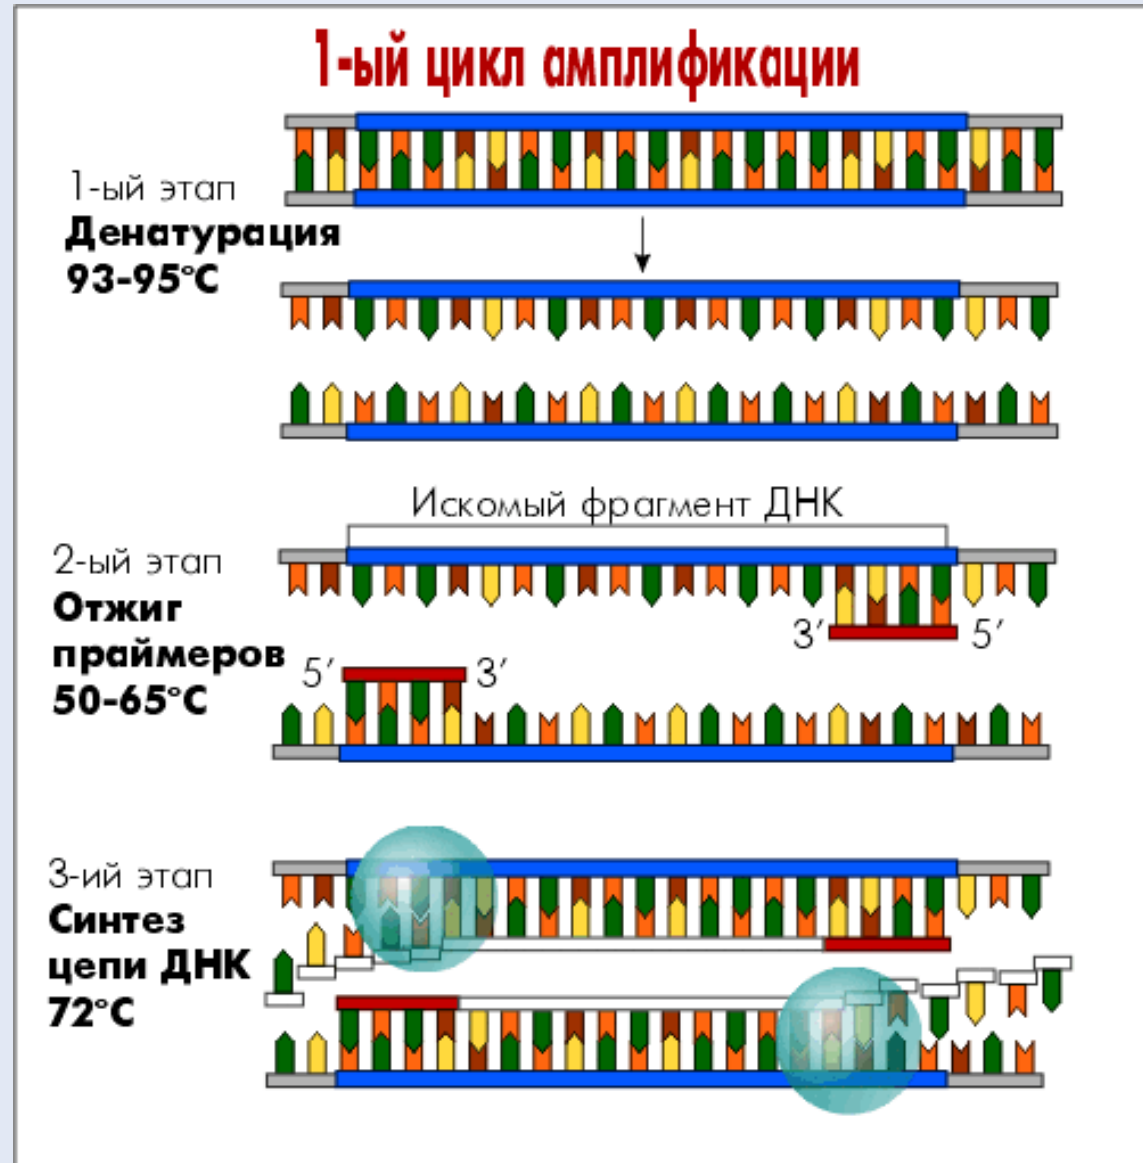 1-ый цикл амплификации
1-ый этап
Денатурация
93-95°C
Искомый фрагмент ДНК
2-ый этап
Отжиг
праймеров
50-65°C
3′ 5′
5′ 3′
3-ий этап
Синтез
цепи ДНК
72°C